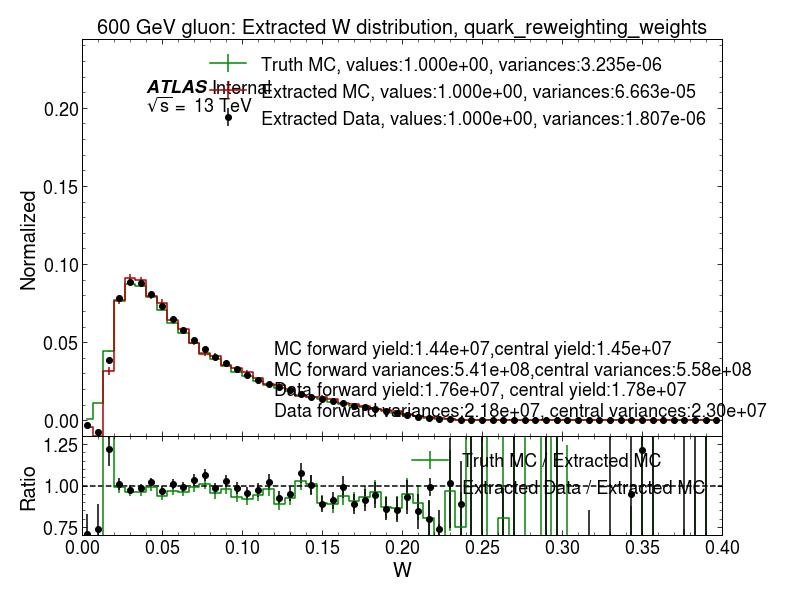 600 GeV gluon: Extracted W distribution, quark_reweighting_weights
Truth MC, values:1.000e+00, variances:3.235e-06
ATLAS Internal
Extracted MC, values:1.000e+00, variances:6.663e-05
√s = 13 TeV
Extracted Data, values:1.000e+00, variances:1.807e-06
Normalized
0.20
0.15
0.10
0.05
0.00
MC forward yield:1.44e+07,central yield:1.45e+07
MC forward variances:5.41e+08,central variances:5.58e+08
Data forward yield:1.76e+07, central yield:1.78e+07
Data forward variances:2.18e+07, central variances:2.30e+07
Ratio
1.25
1.00
0.75
Truth MC / Extracted MC
Extracted Data / Extracted MC
0.00 0.05 0.10 0.15 0.20 0.25 0.30 0.35 0.40
W